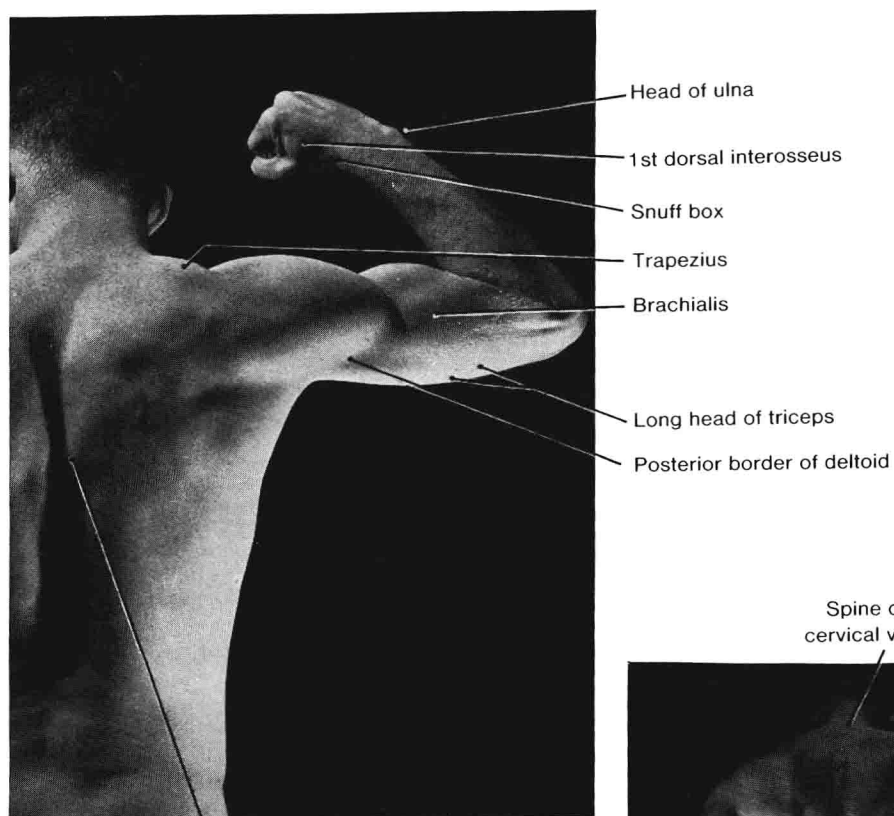 Head of ulna
1st dorsal interosseus
Snuff box
Trapezius
Brachialis
Long head of triceps
Posterior border of deltoid
Spine
cervical